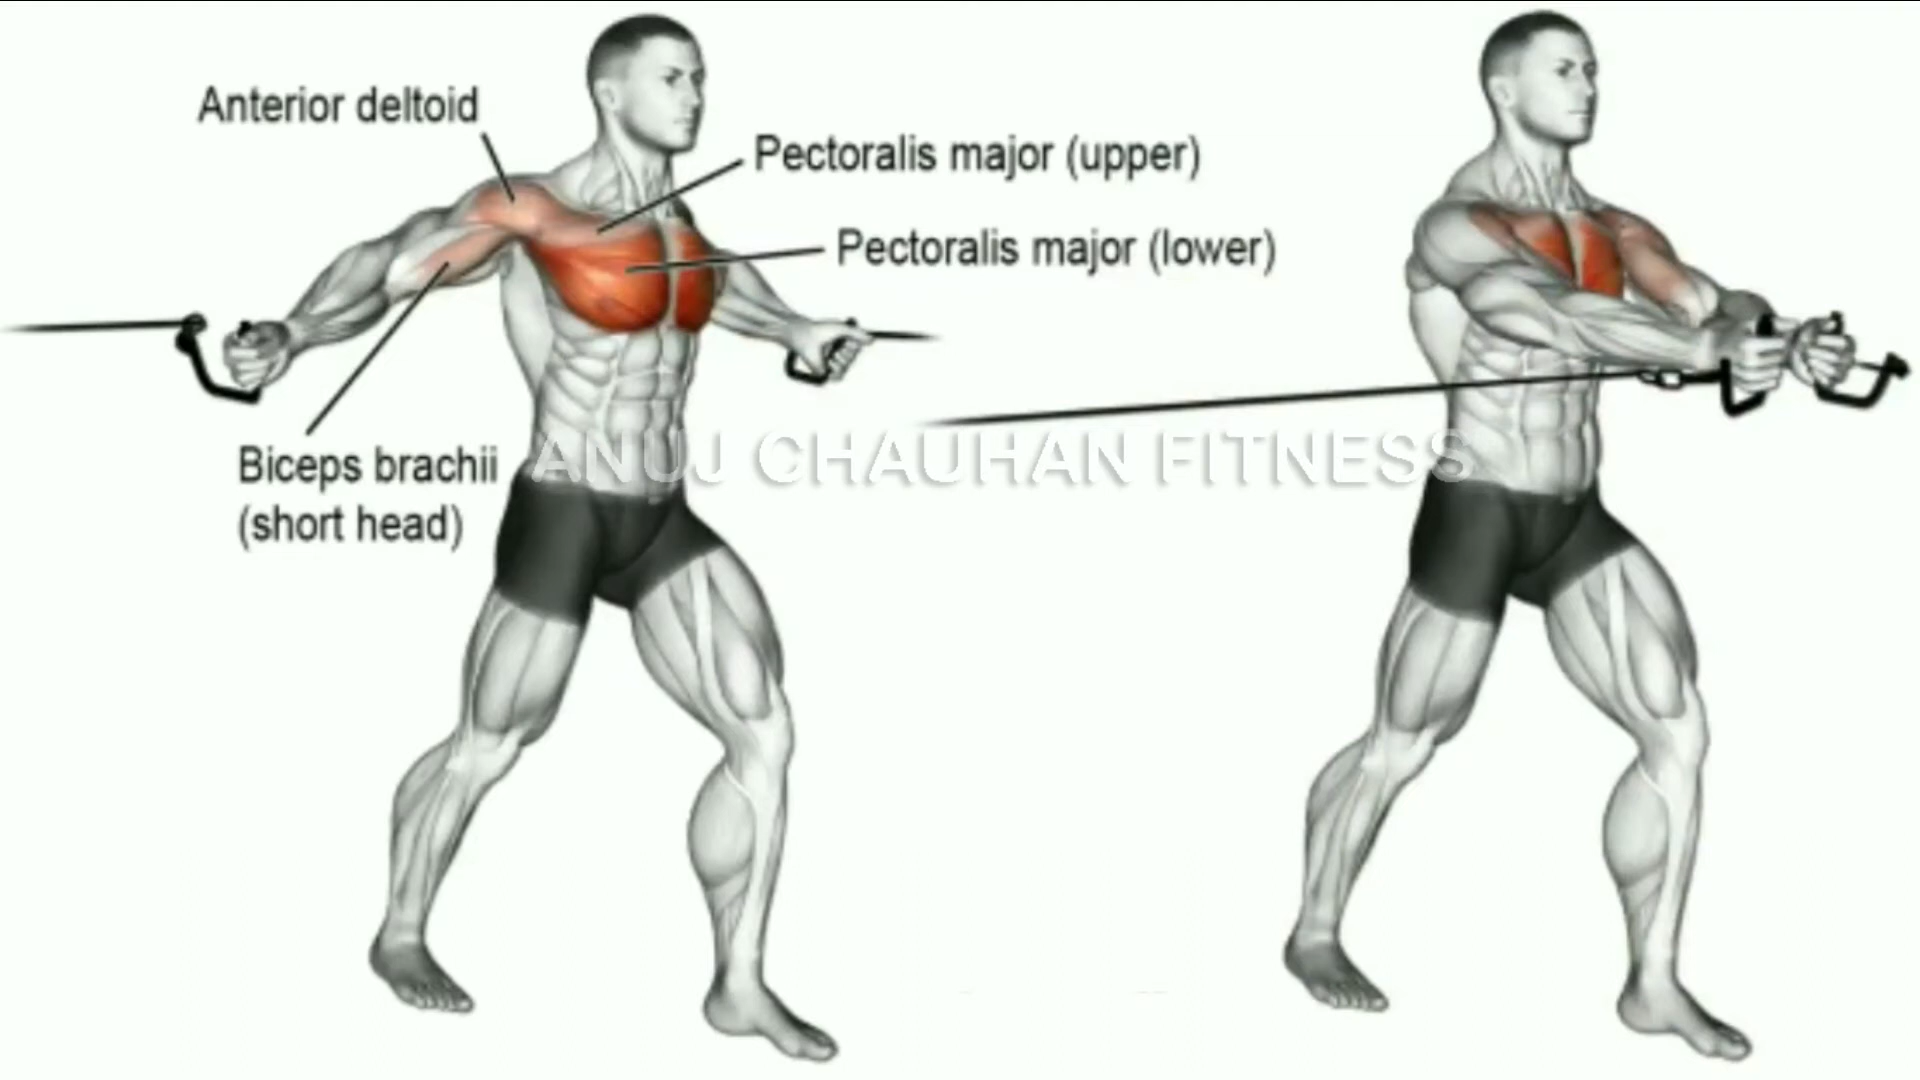 Anterior deltoid
Pectoralis major (upper)
Pectoralis major (lower)
Biceps brachii
(short head)
ANUJ CHAUHAN FITNESS